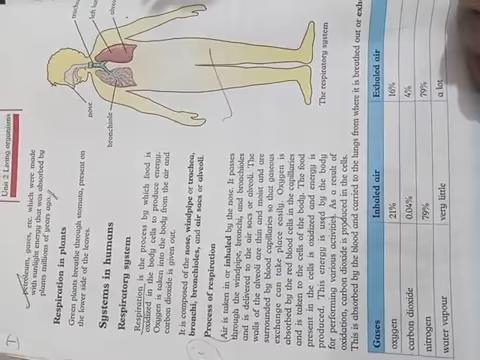 Unit 2 Living organisms
Petroleum, gases, etc. which were made
with sunlight energy that was absorbed by
plants millions of years ago.
Respiration in plants
Green plants breathe through stomata, present on
the lower side of the leaves.
Systems in humans
Respiratory system
Respiration is the process by which food is
oxidized in the body cells to produce energy.
Oxygen is taken into the body from the air and
carbon dioxide is given out.
It is composed of the nose, windpipe or trachea,
bronchi, bronchioles, and air sacs or alveoli.
Process of respiration
Air is taken in or inhaled by the nose. It passes
through the windpipe, bronchi, and bronchioles
and is delivered to the air sacs or alveoli. The
walls of the alveoli are thin and moist and are
surrounded by blood capillaries so that gaseous
exchange can take place easily. Oxygen is
absorbed by the red blood cells in the capillaries
and is taken to the cells of the body. The food
present in the cells is oxidized and energy is
produced. This energy is used by the body
for performing various activities. As a result of
oxidation, carbon dioxide is produced in the cells.
This is absorbed by the blood and carried to the lungs from where it is breathed out or
nose
bronchiole
The respiratory system
Gases Inhaled air Exhaled air
oxygen 21% 16%
carbon dioxide 0.04% 4%
nitrogen 79% 79%
water vapour very little a lot